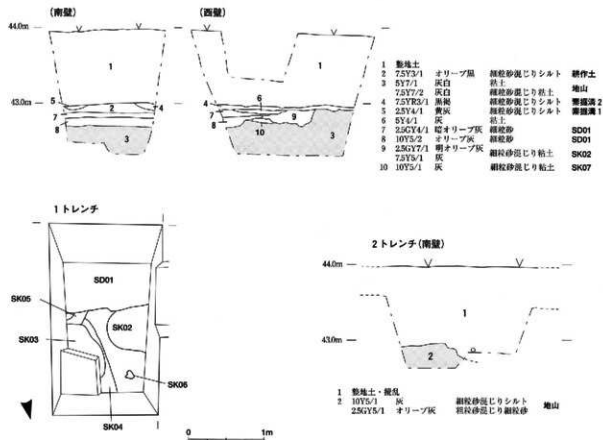 (南壁)
(西壁)
44.0m
1
1
43.0m
5
2
4
7
8
3
6
4
5
7
8
9
10
3
1 整地土
2 7.5Y3/1 オリーブ黒 細粒砂混じりシルト 耕作土
3 5Y7/1 灰白 粘土 地山
7.5Y7/2 灰白 細粒砂混じり粘土
4 7.5YR3/1 黒褐 細粒砂混じりシルト 素掘溝2
5 2.5Y4/1 黄灰 細粒砂混じりシルト 素掘溝1
6 5Y4/1 灰 粘土
7 2.5GY4/1 暗オリーブ灰 細粒砂 SD01
8 10Y5/2 オリーブ灰 細粒砂 SD01
9 2.5GY7/1 明オリーブ灰 細粒砂混じり粘土 SK02
7.5Y5/1 灰
10 10Y5/1 灰 細粒砂混じり粘土 SK07
1トレンチ
SD01
SK05
SK02
SK03
SK06
SK04
0 1m
2トレンチ(南壁)
44.0m
1
43.0m
2
1 整地土・攪乱
2 10Y5/1 灰 細粒砂混じりシルト 地山
2.5GY5/1 オリーブ灰 粗粒砂混じり細粒砂